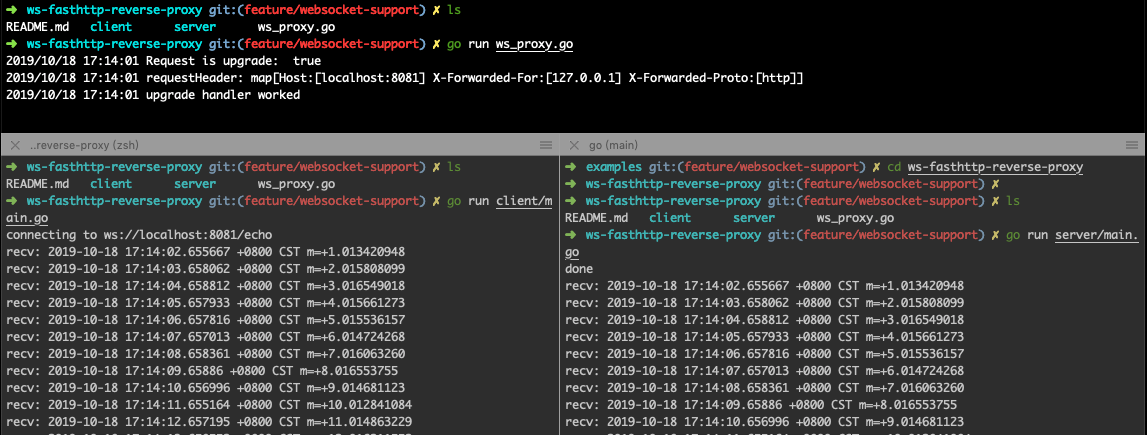 ➜ ws-fasthttp-reverse-proxy git:(feature/websocket-support) ✗ ls
README.md client server ws_proxy.go
➜ ws-fasthttp-reverse-proxy git:(feature/websocket-support) ✗ go run ws_proxy.go
2019/10/18 17:14:01 Request is upgrade: true
2019/10/18 17:14:01 requestHeader: map[Host:[localhost:8081] X-Forwarded-For:[127.0.0.1] X-Forwarded-Proto:[http]]
2019/10/18 17:14:01 upgrade handler worked
..reverse-proxy (zsh)
➜ ws-fasthttp-reverse-proxy git:(feature/websocket-support) ✗ ls
README.md client server ws_proxy.go
➜ ws-fasthttp-reverse-proxy git:(feature/websocket-support) ✗ go run client/m
ain.go
connecting to ws://localhost:8081/echo
recv: 2019-10-18 17:14:02.655667 +0800 CST m=+1.013420948
recv: 2019-10-18 17:14:03.658062 +0800 CST m=+2.015808099
recv: 2019-10-18 17:14:04.658812 +0800 CST m=+3.016549018
recv: 2019-10-18 17:14:05.657933 +0800 CST m=+4.015661273
recv: 2019-10-18 17:14:06.657816 +0800 CST m=+5.015536157
recv: 2019-10-18 17:14:07.657013 +0800 CST m=+6.014724268
recv: 2019-10-18 17:14:08.658361 +0800 CST m=+7.016063260
recv: 2019-10-18 17:14:09.65886 +0800 CST m=+8.016553755
recv: 2019-10-18 17:14:10.656996 +0800 CST m=+9.014681123
recv: 2019-10-18 17:14:11.655164 +0800 CST m=+10.012841084
recv: 2019-10-18 17:14:12.657195 +0800 CST m=+11.014863229
go (main)
➜ examples git:(feature/websocket-support) ✗ cd ws-fasthttp-reverse-proxy
➜ ws-fasthttp-reverse-proxy git:(feature/websocket-support) ✗
➜ ws-fasthttp-reverse-proxy git:(feature/websocket-support) ✗ ls
README.md client server ws_proxy.go
➜ ws-fasthttp-reverse-proxy git:(feature/websocket-support) ✗ go run server/main.
go
done
recv: 2019-10-18 17:14:02.655667 +0800 CST m=+1.013420948
recv: 2019-10-18 17:14:03.658062 +0800 CST m=+2.015808099
recv: 2019-10-18 17:14:04.658812 +0800 CST m=+3.016549018
recv: 2019-10-18 17:14:05.657933 +0800 CST m=+4.015661273
recv: 2019-10-18 17:14:06.657816 +0800 CST m=+5.015536157
recv: 2019-10-18 17:14:07.657013 +0800 CST m=+6.014724268
recv: 2019-10-18 17:14:08.658361 +0800 CST m=+7.016063260
recv: 2019-10-18 17:14:09.65886 +0800 CST m=+8.016553755
recv: 2019-10-18 17:14:10.656996 +0800 CST m=+9.014681123